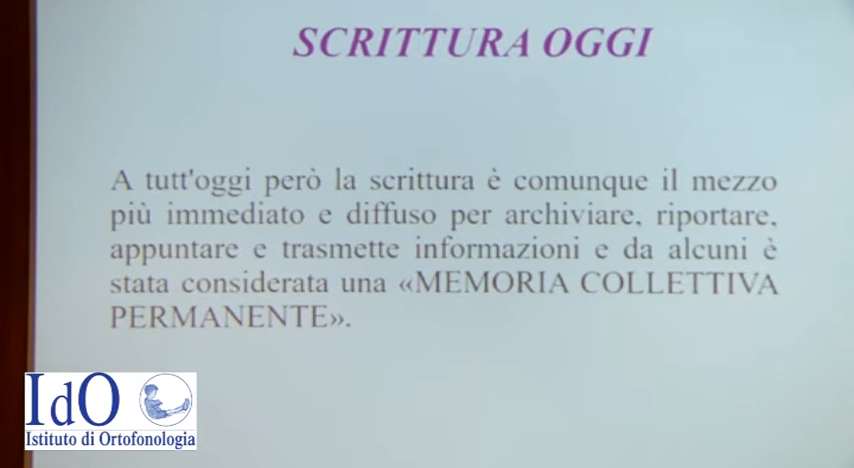 SCRITTURA OGGI
A tutt'oggi però la scrittura è comunque il mezzo
più immediato e diffuso per archiviare, riportare,
appuntare e trasmette informazioni e da alcuni è
stata considerata una «MEMORIA COLLETTIVA
PERMANENTE».
IdO
Istituto di Ortofonologia